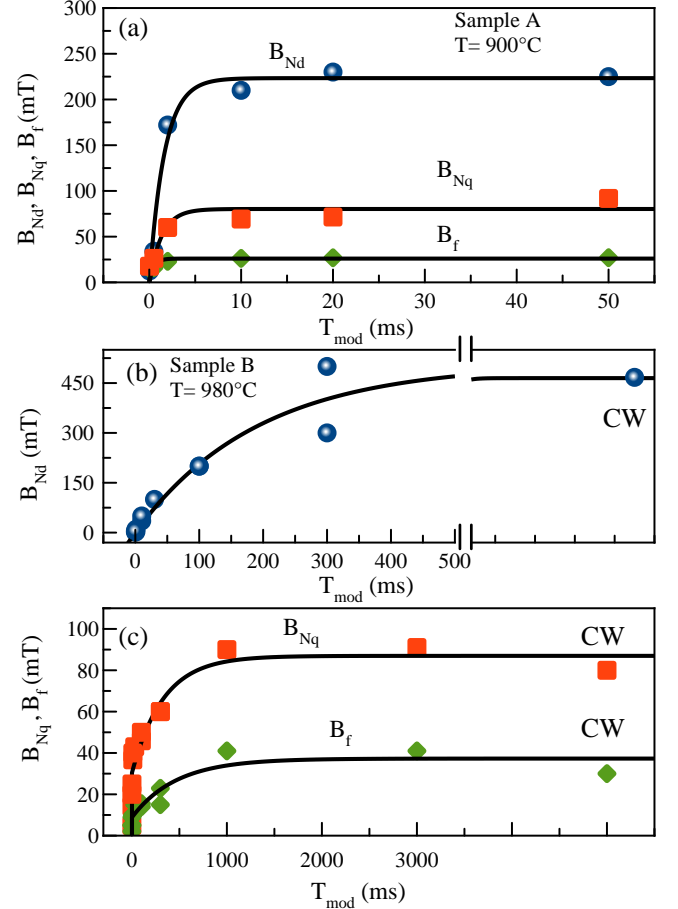 (a)
Sample A
T= 900°C
B_Nd
B_Nq
B_f
B_Nd, B_Nq, B_f (mT)
300
250
200
150
100
50
0
0 10 20 30 40 50
T_mod (ms)
(b)
Sample B
T= 980°C
CW
B_Nd (mT)
450
300
150
0
0 100 200 300 400 500
T_mod (ms)
(c)
B_Nq
CW
B_f
CW
B_Nq, B_f (mT)
100
80
60
40
20
0
0 1000 2000 3000
T_mod (ms)